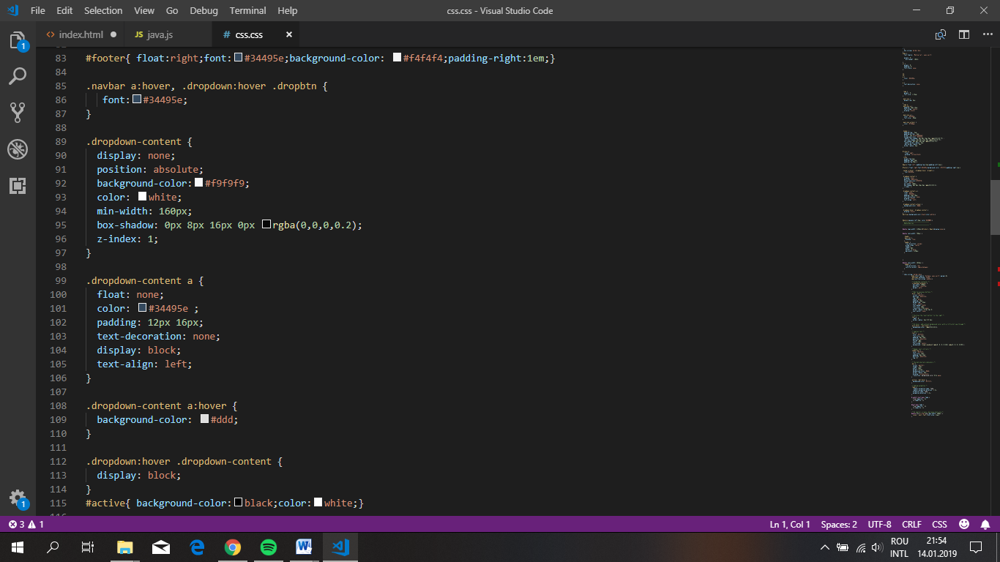 File Edit Selection View Go Debug Terminal Help css.css - Visual Studio Code
<> index.html JS java.js # css.css
1
83 #footer{ float:right;font:#34495e;background-color: #f4f4f4;padding-right:1em;}
84
85 .navbar a:hover, .dropdown:hover .dropbtn {
86 font:#34495e;
87 }
88
89 .dropdown-content {
90 display: none;
91 position: absolute;
92 background-color:#f9f9f9;
93 color: white;
94 min-width: 160px;
95 box-shadow: 0px 8px 16px 0px rgba(0,0,0,0.2);
96 z-index: 1;
97 }
98
99 .dropdown-content a {
100 float: none;
101 color: #34495e ;
102 padding: 12px 16px;
103 text-decoration: none;
104 display: block;
105 text-align: left;
106 }
107
108 .dropdown-content a:hover {
109 background-color: #ddd;
110 }
111
112 .dropdown:hover .dropdown-content {
113 display: block;
114 }
115 #active{ background-color:black;color:white;}
1
3 1 Ln 1, Col 1 Spaces: 2 UTF-8 CRLF CSS
ROU 21:54
INTL 14.01.2019